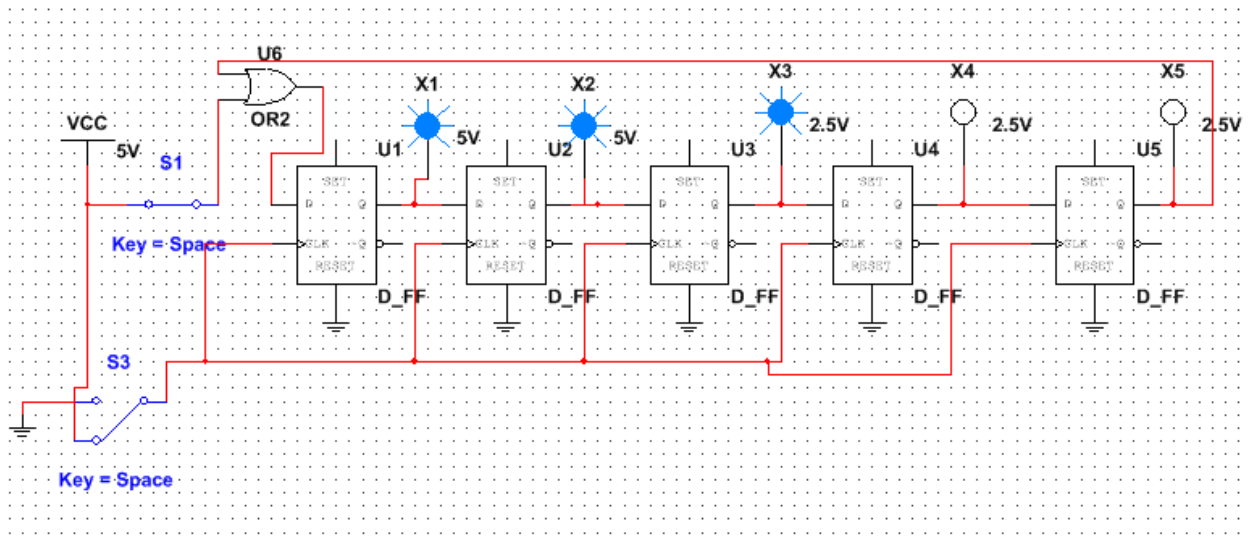 U6
X1
X2
X3
X4
X5
OR2
VCC
5V
5V
5V
2.5V
2.5V
2.5V
S1
U1
U2
U3
U4
U5
SET
SET
SET
SET
SET
D
Q
D
Q
D
Q
D
Q
D
Q
Key = Space
CLK
~Q
CLK
~Q
CLK
~Q
CLK
~Q
CLK
~Q
RESET
RESET
RESET
RESET
RESET
D_FF
D_FF
D_FF
D_FF
D_FF
S3
Key = Space